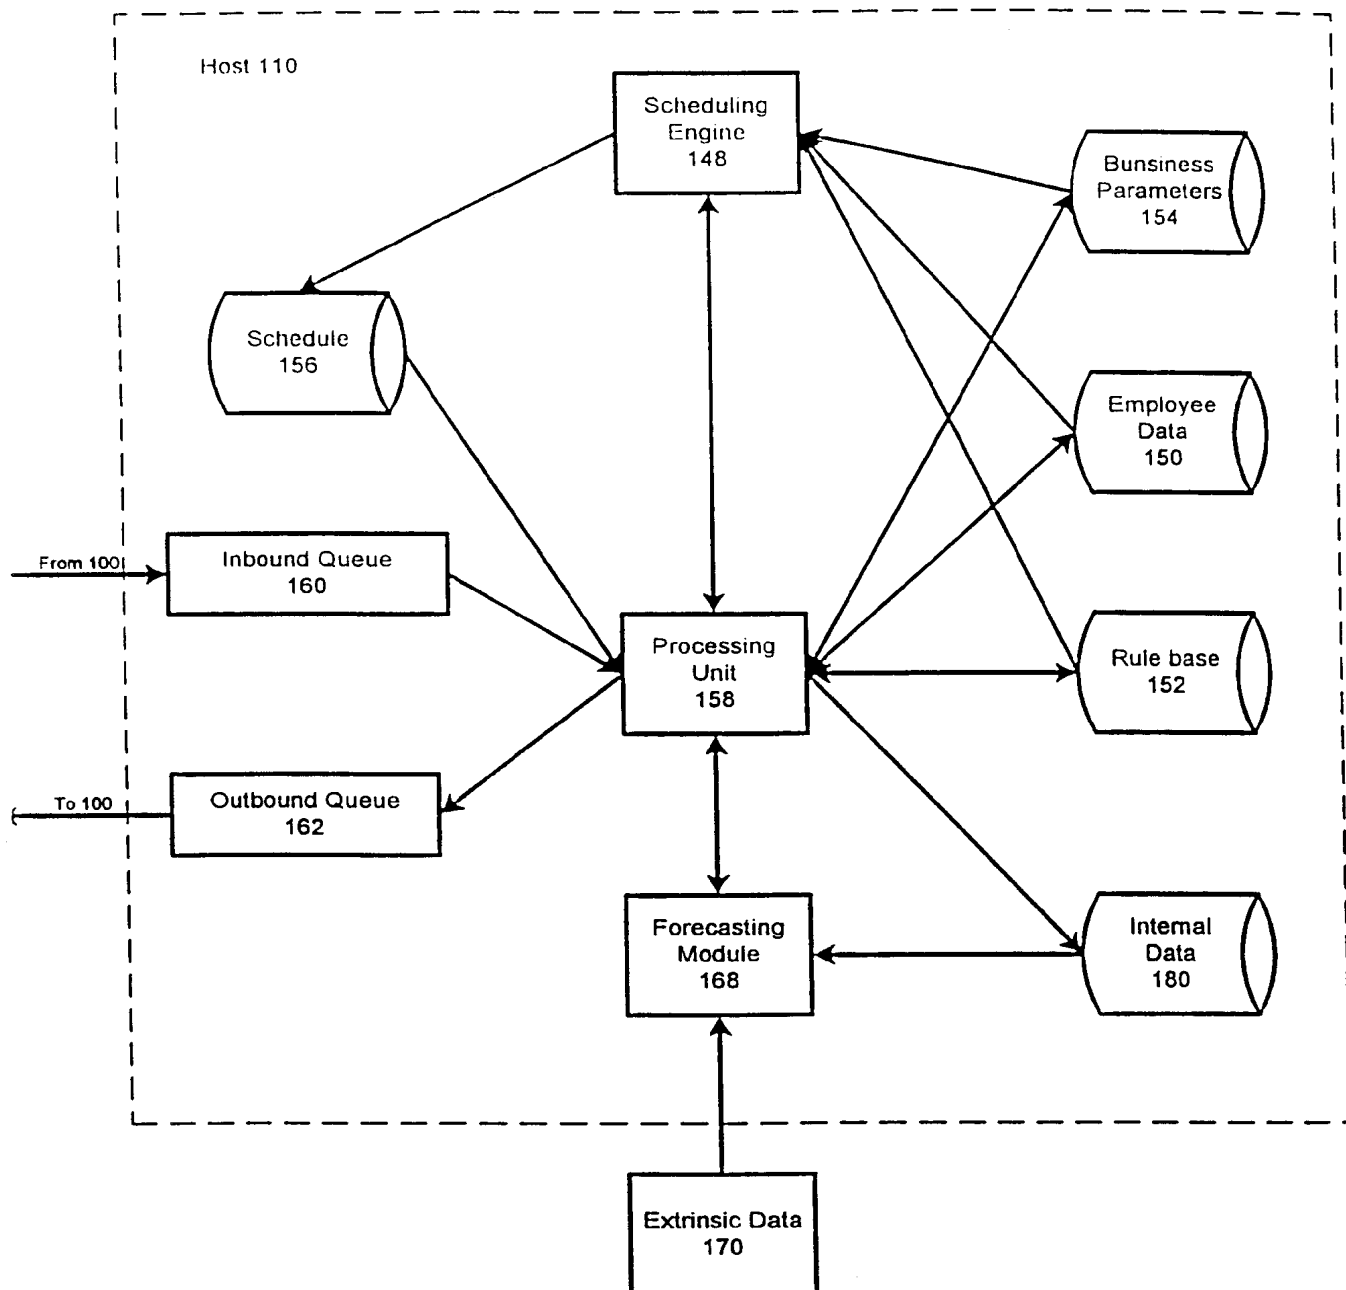 Host 110
Scheduling
Engine
148
Bunsiness
Parameters
154
Schedule
156
Employee
Data
150
From 100
Inbound Queue
160
Processing
Unit
158
Rule base
152
To 100
Outbound Queue
162
Forecasting
Module
168
Internal
Data
180
Extrinsic Data
170